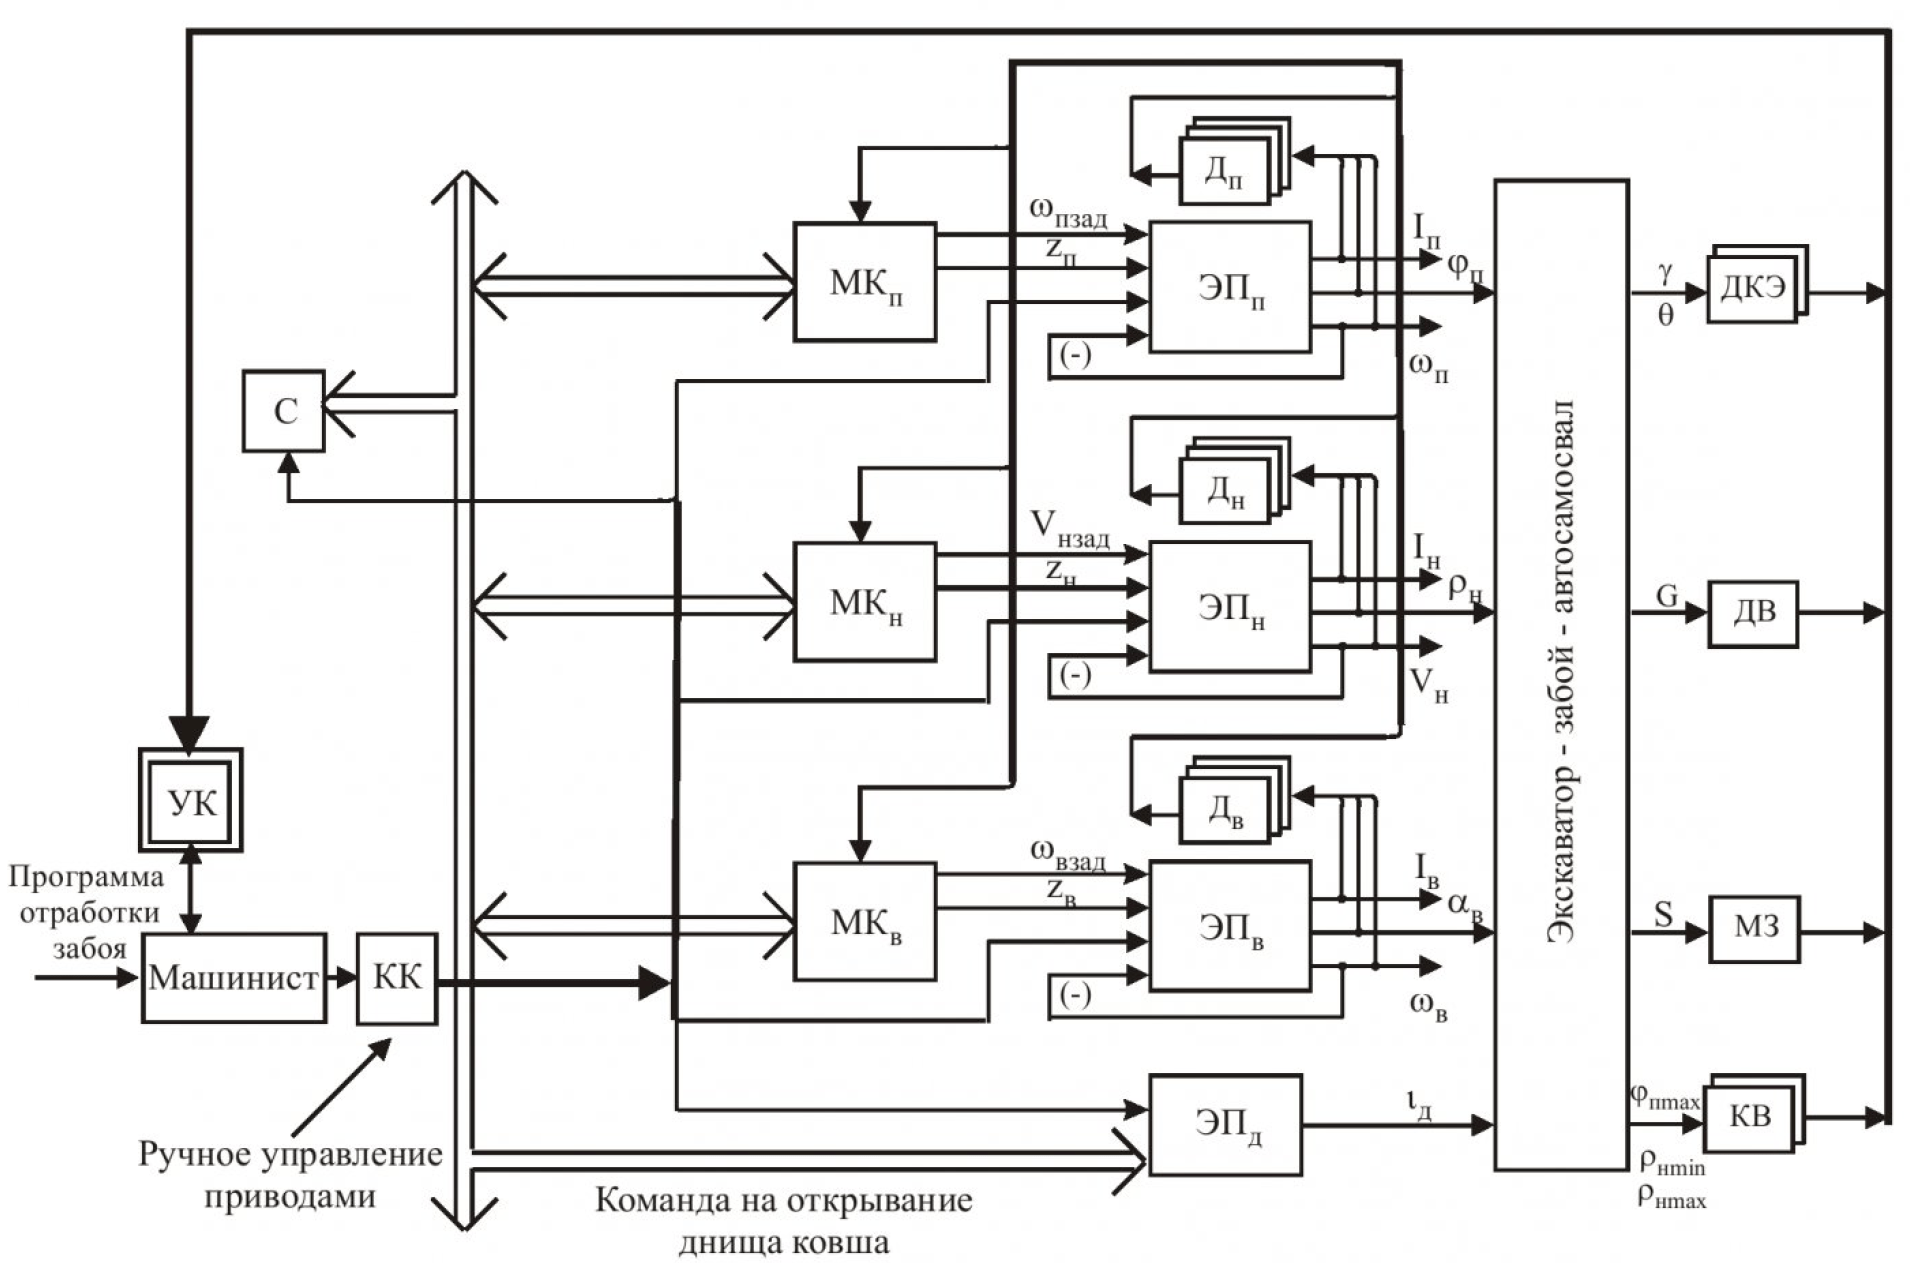 Дп
ωпзад
zп
Iп
φп
МКп
ЭПп
(-)
ωп
γ
θ
ДКЭ
С
Дн
Vнзад
zн
Iн
ρн
МКн
ЭПн
(-)
Vн
G
ДВ
Экскаватор - забой - автосамосвал
УК
Дв
ωвзад
zв
Iв
αв
МКв
ЭПв
(-)
ωв
S
МЗ
Программа
отработки
забоя
Машинист
КК
ЭПд
ιд
φпmax
КВ
ρнmin
ρнmax
Ручное управление
приводами
Команда на открывание
днища ковша